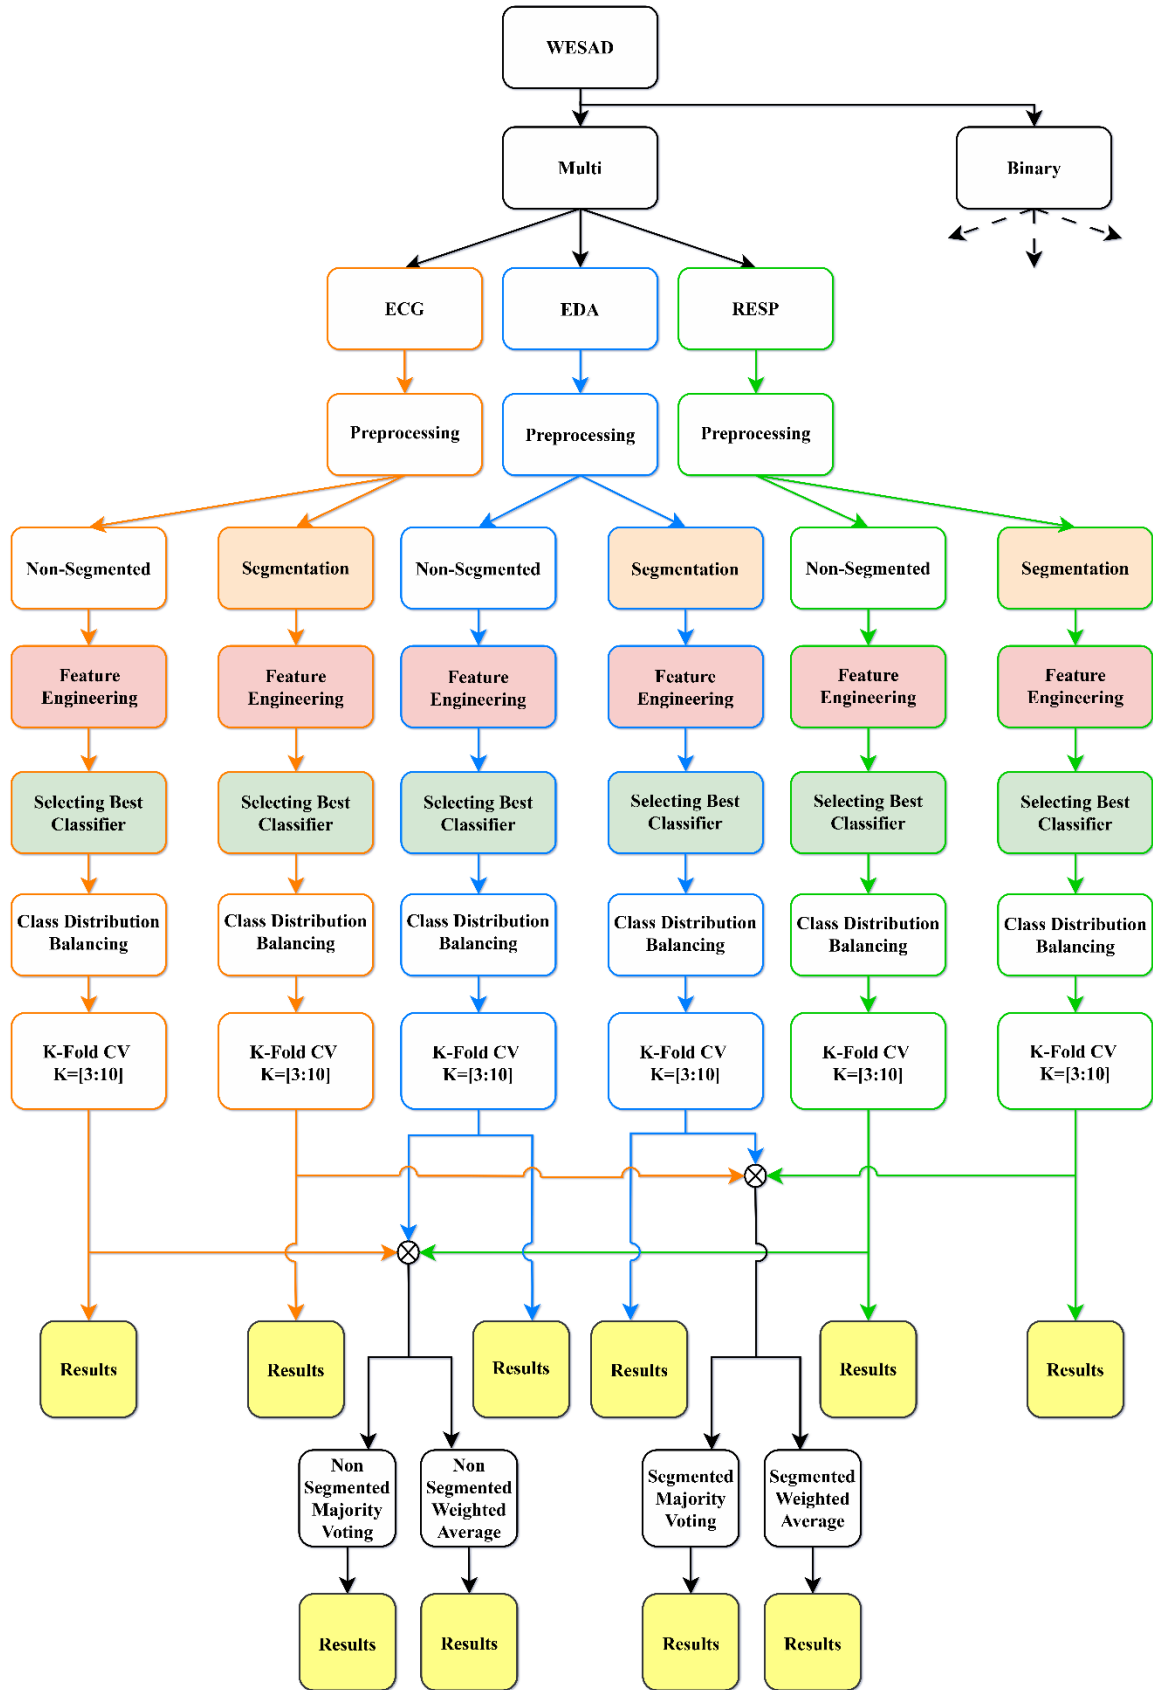 WESAD
Multi
Binary
ECG
EDA
RESP
Preprocessing
Preprocessing
Preprocessing
Non-Segmented
Segmentation
Non-Segmented
Segmentation
Non-Segmented
Segmentation
Feature
Engineering
Feature
Engineering
Feature
Engineering
Feature
Engineering
Feature
Engineering
Feature
Engineering
Selecting Best
Classifier
Selecting Best
Classifier
Selecting Best
Classifier
Selecting Best
Classifier
Selecting Best
Classifier
Selecting Best
Classifier
Class Distribution
Balancing
Class Distribution
Balancing
Class Distribution
Balancing
Class Distribution
Balancing
Class Distribution
Balancing
Class Distribution
Balancing
K-Fold CV
K=[3:10]
K-Fold CV
K=[3:10]
K-Fold CV
K=[3:10]
K-Fold CV
K=[3:10]
K-Fold CV
K=[3:10]
K-Fold CV
K=[3:10]
Results
Results
Results
Results
Results
Results
Non
Segmented
Majority
Voting
Non
Segmented
Weighted
Average
Segmented
Majority
Voting
Segmented
Weighted
Average
Results
Results
Results
Results